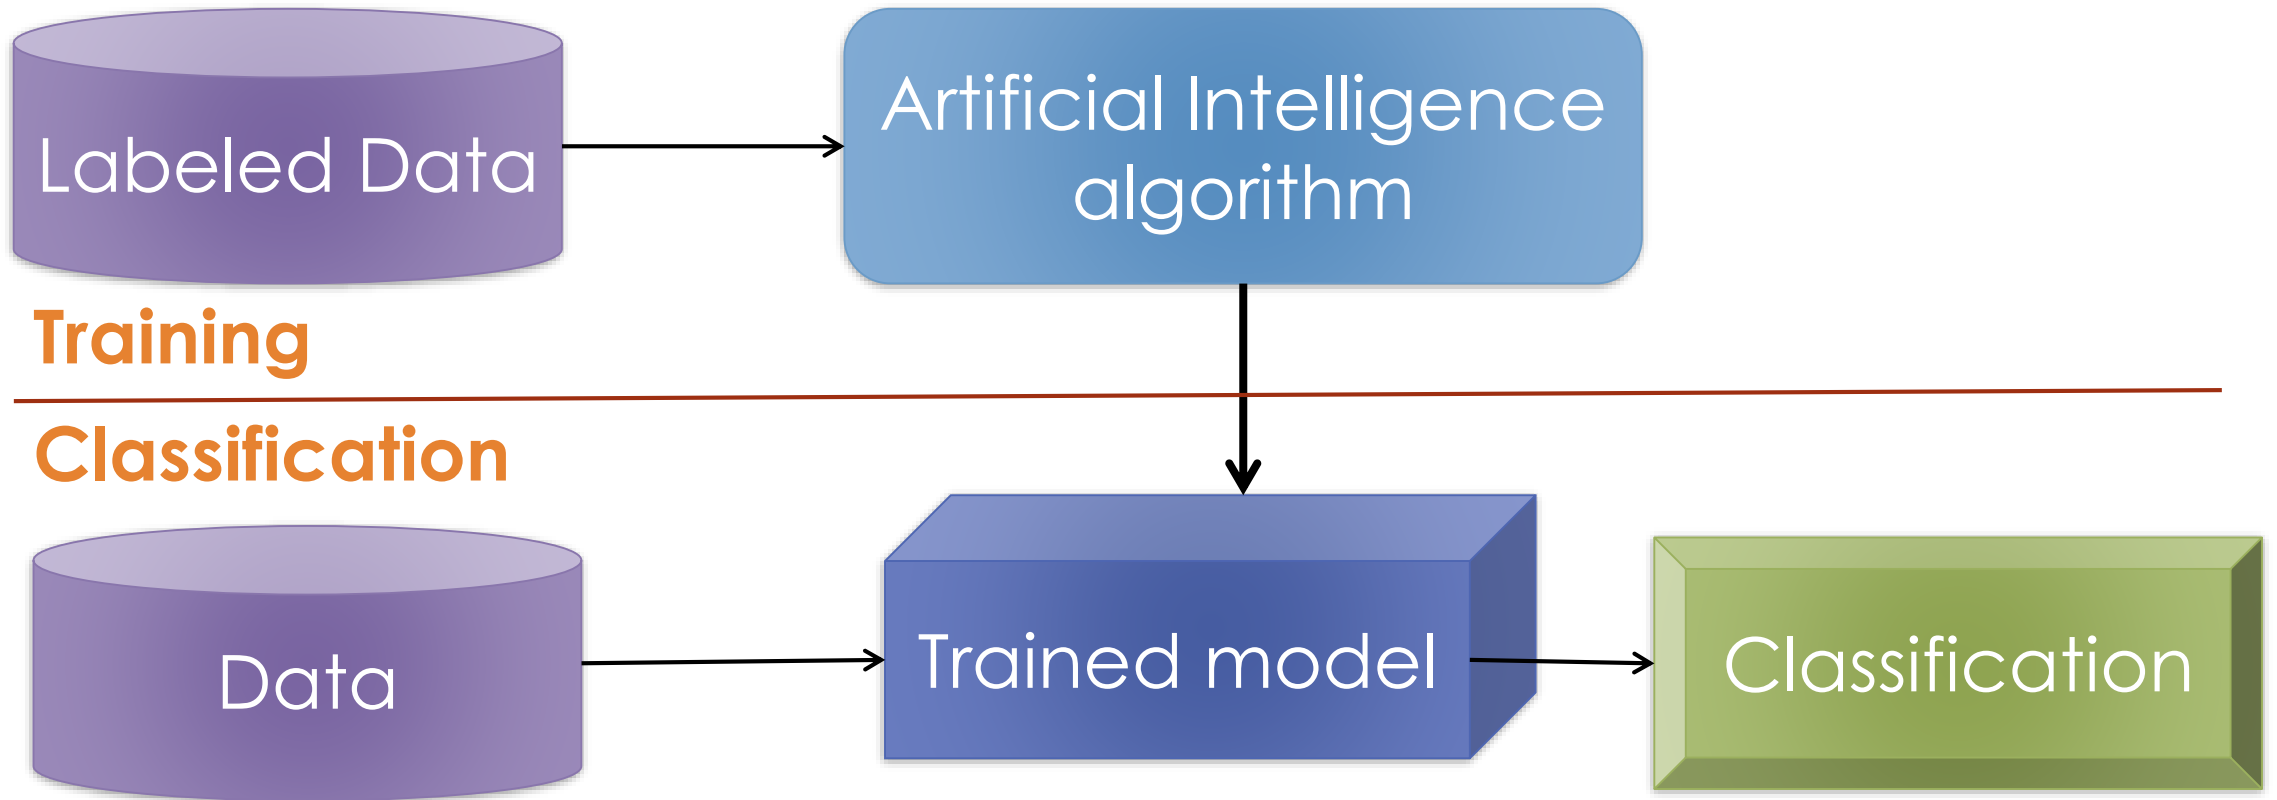 Labeled Data
Artificial Intelligence
algorithm
Training
Classification
Data
Trained model
Classification